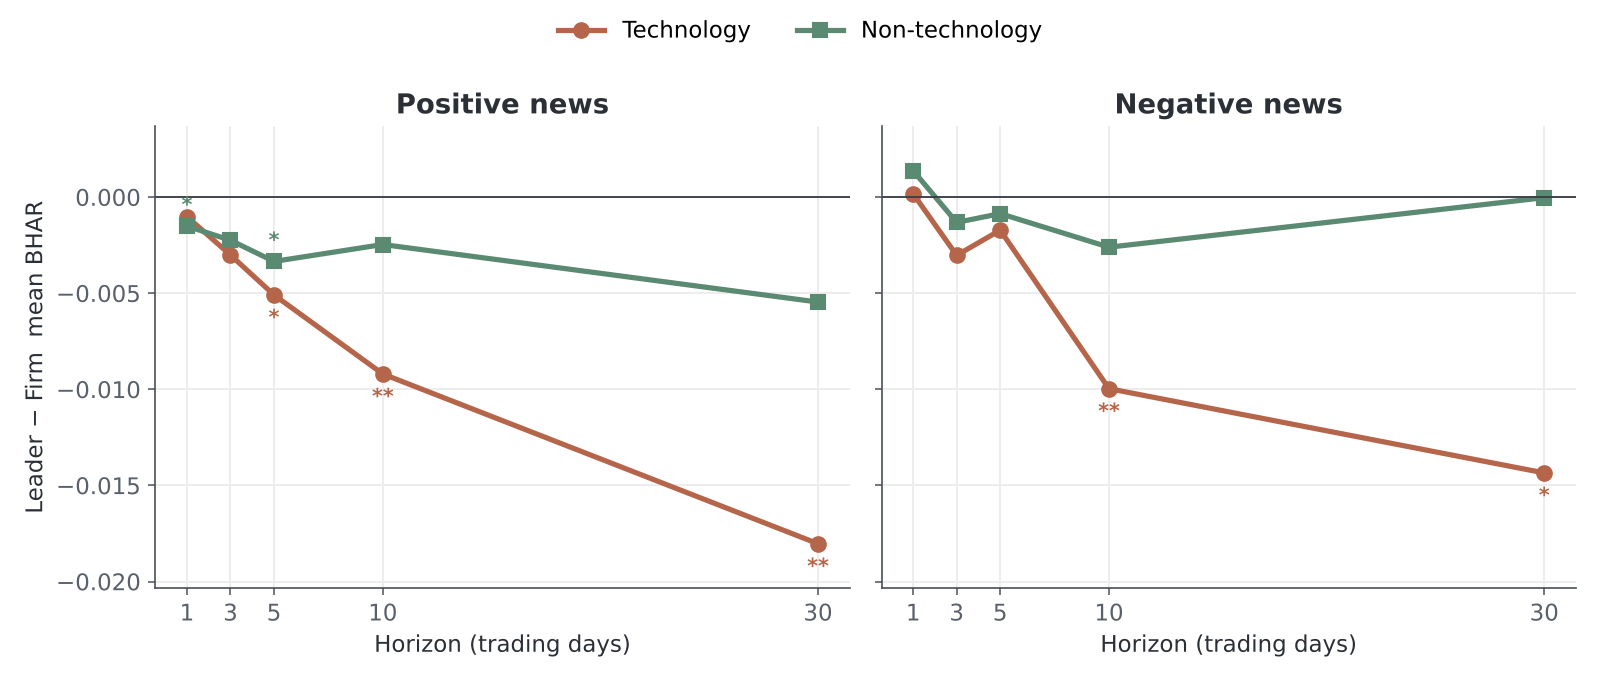 Technology Non-technology
Positive news Negative news
Leader − Firm  mean BHAR
0.000
−0.005
−0.010
−0.015
−0.020
*
*
*
**
**
**
*
1 3 5 10 30
1 3 5 10 30
Horizon (trading days) Horizon (trading days)